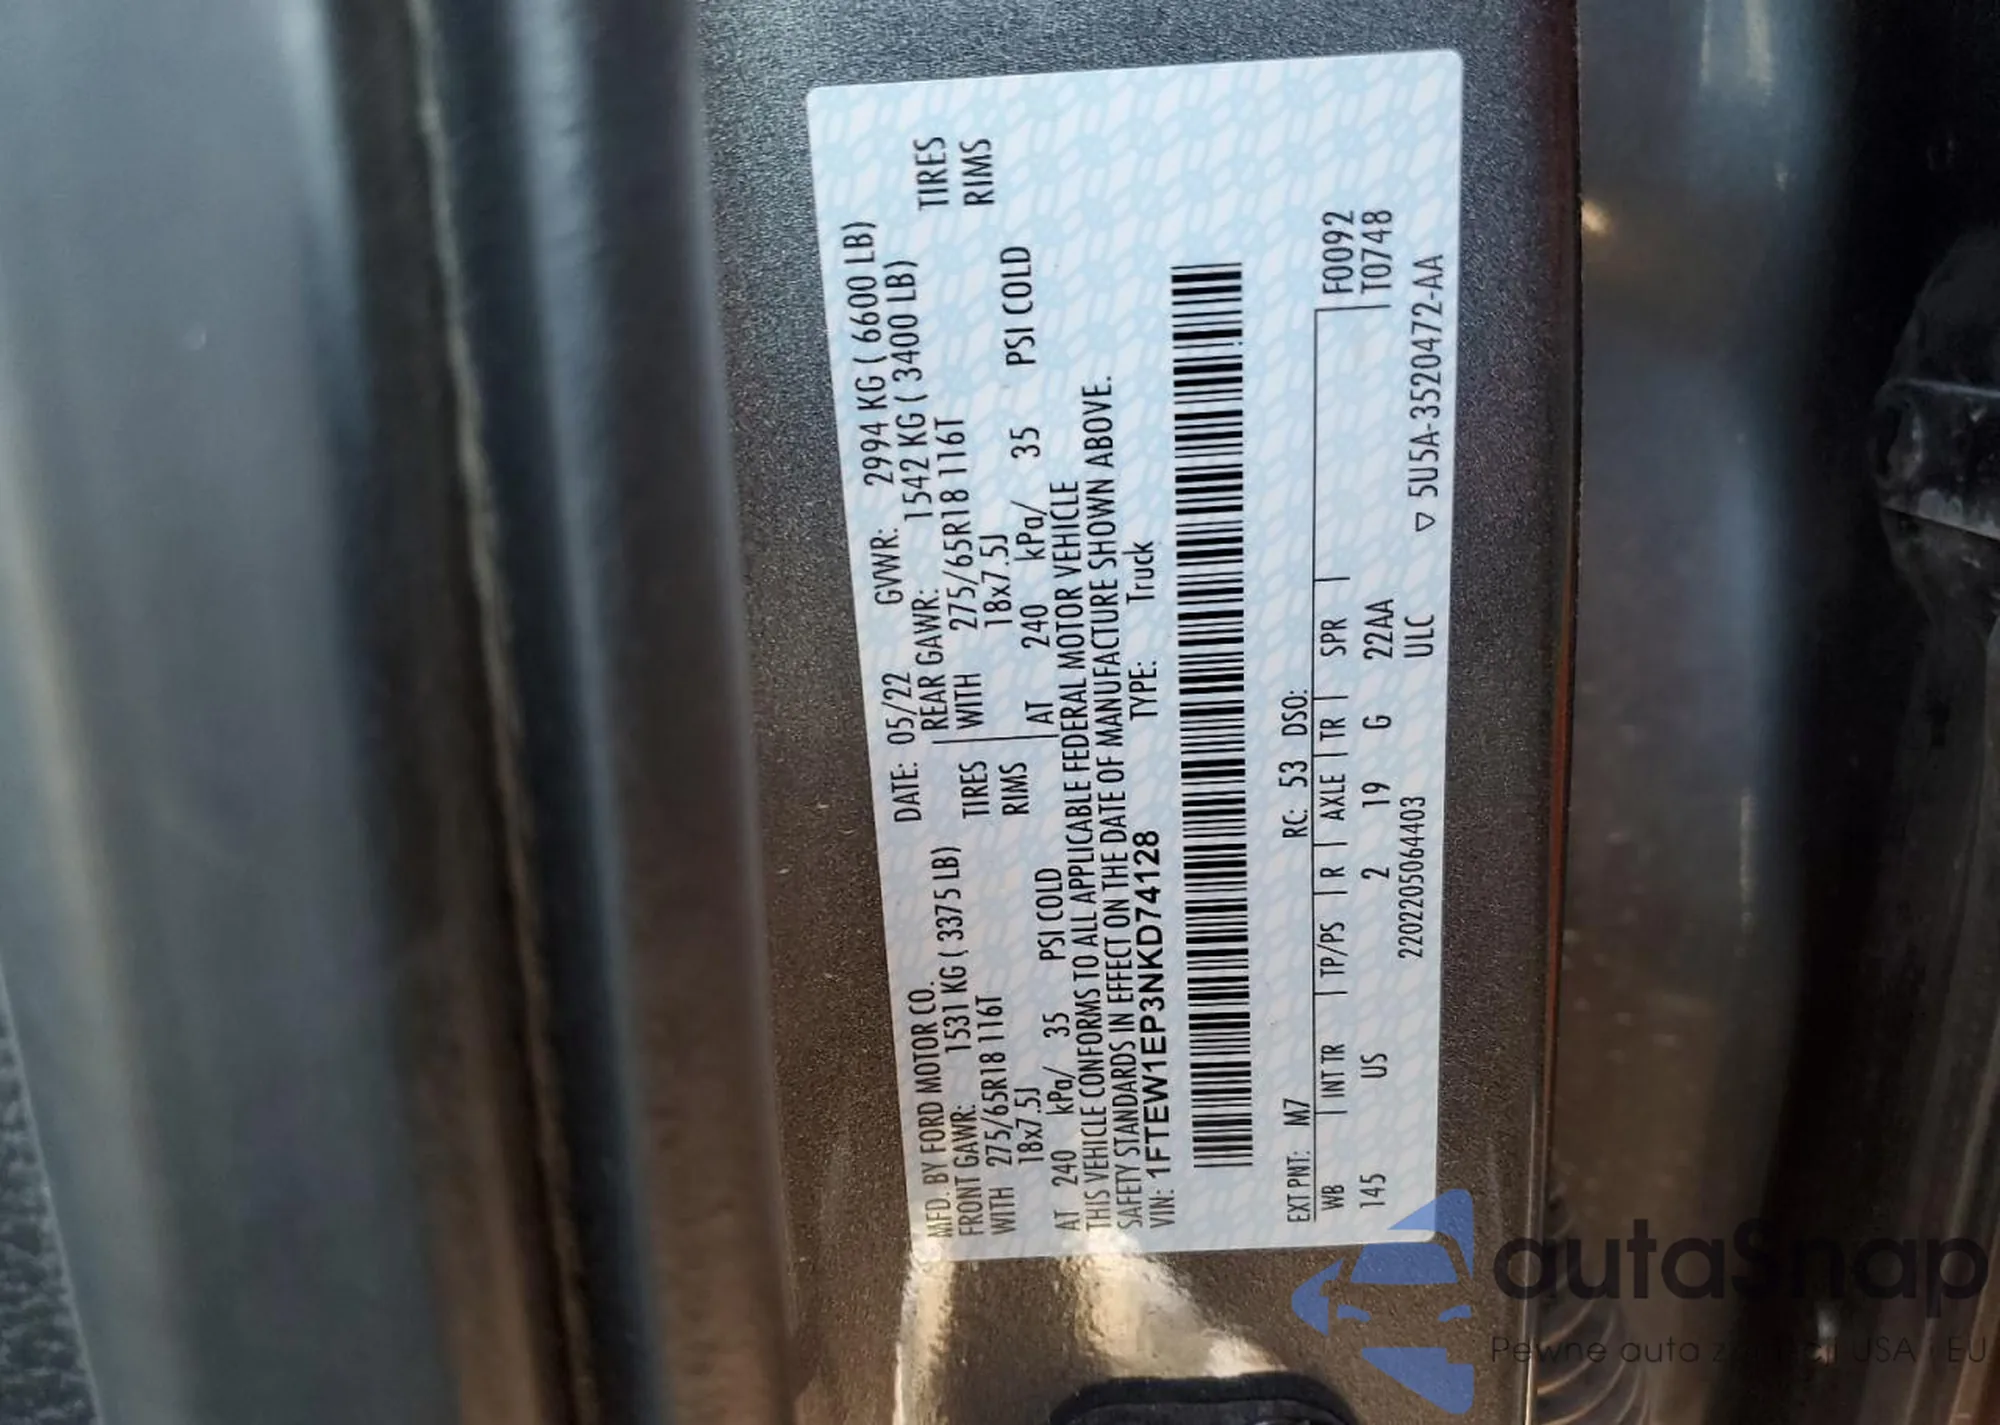 MFD. BY FORD MOTOR CO. DATE: 05/22 GVWR: 2994 KG ( 6600 LB)
FRONT GAWR: 1531 KG ( 3375 LB) REAR GAWR: 1542 KG ( 3400 LB)
WITH 275/65R18 116T TIRES WITH 275/65R18 116T TIRES
18x7.5J RIMS 18x7.5J RIMS
AT 240 kPa/ 35 PSI COLD AT 240 kPa/ 35 PSI COLD
THIS VEHICLE CONFORMS TO ALL APPLICABLE FEDERAL MOTOR VEHICLE
SAFETY STANDARDS IN EFFECT ON THE DATE OF MANUFACTURE SHOWN ABOVE.
VIN: 1FTEW1EP3NKD74128 TYPE: Truck
EXT PNT: M7 RC: 53 DSO:
WB INT TR TP/PS R AXLE TR SPR F00092
145 US 2 19 G 22AA T0748
2202205064403 ULC ▽ 5U5A-3520472-AA
autaSnap
Pewne auta z USA EU